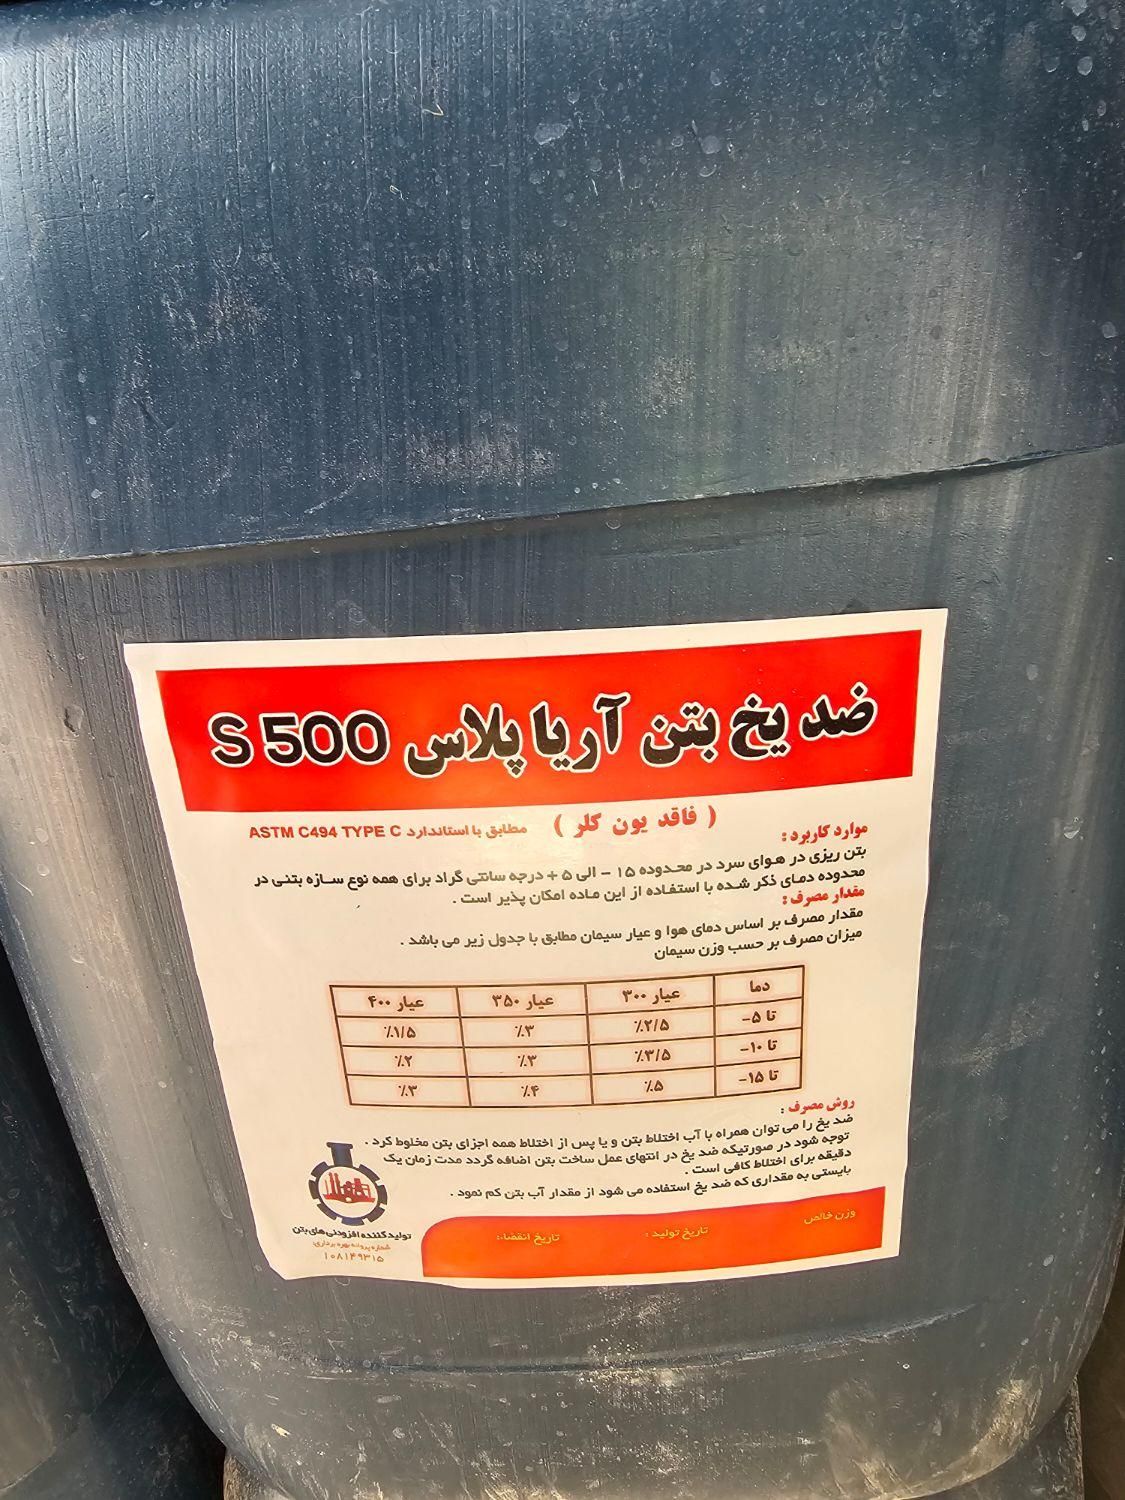 ضد یخ بتن آریا پلاس S 500
( فاقد یون کلر ) مطابق با استاندارد ASTM C494 TYPE C
موارد کاربرد :
بتن ریزی در هوای سرد در محدوده ۱۵ - الی ۵ + درجه سانتی گراد برای همه نوع سازه بتنی در
محدوده دمای ذکر شده با استفاده از این ماده امکان پذیر است .
مقدار مصرف :
مقدار مصرف بر اساس دمای هوا و عیار سیمان مطابق با جدول زیر می باشد .
میزان مصرف بر حسب وزن سیمان
دما عیار ۳۰۰ عیار ۳۵۰ عیار ۴۰۰
تا ۵- ٪۲/۵ ٪۳ ٪۱/۵
تا ۱۰- ٪۳/۵ ٪۳ ٪۲
تا ۱۵- ٪۵ ٪۴ ٪۳
روش مصرف :
ضد یخ را می توان همراه با آب اختلاط بتن و یا پس از اختلاط همه اجزای بتن مخلوط کرد .
توجه شود در صورتیکه ضد یخ در انتهای عمل ساخت بتن اضافه گردد مدت زمان یک
دقیقه برای اختلاط کافی است .
بایستی به مقداری که ضد یخ استفاده می شود از مقدار آب بتن کم نمود .
وزن خالص تاریخ تولید : تاریخ انقضاء:
تولید کننده افزودنی های بتن
شماره پروانه بهره برداری:
۱۰۸۱۴۹۳۱۵